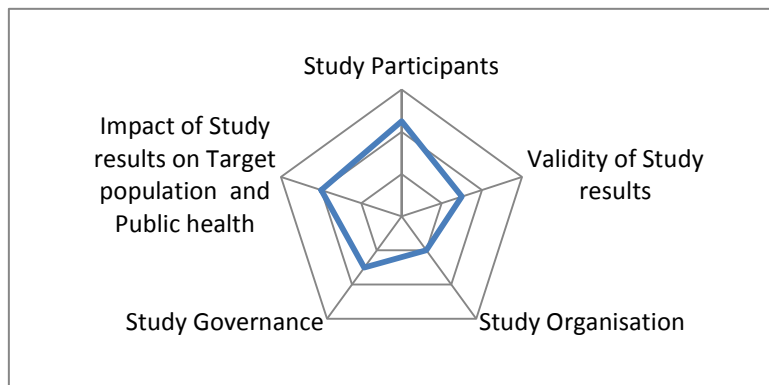 Study Participants
Impact of Study
results on Target
population and
Public health
Validity of Study
results
Study Governance
Study Organisation